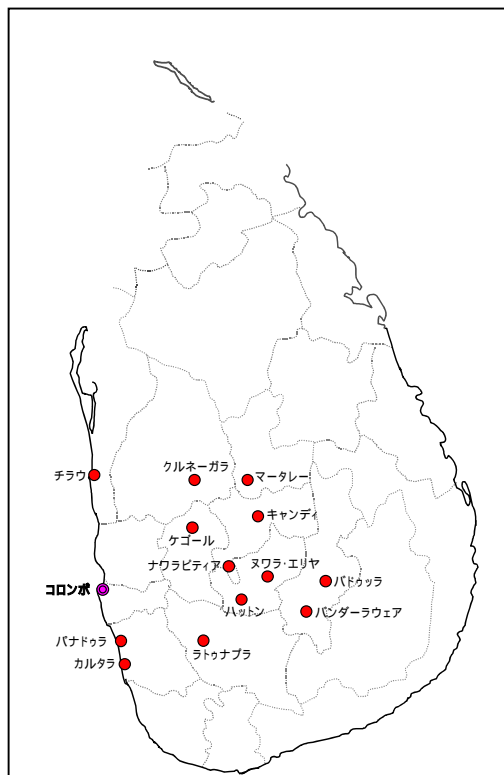 チラウ
クルネーガラ
マータレー
キャンディ
ケゴール
ナワラピティア
ヌワラ・エリヤ
バドゥッラ
コロンボ
ハットン
バンダーラウェア
パナドゥラ
ラトゥナプラ
カルタラ